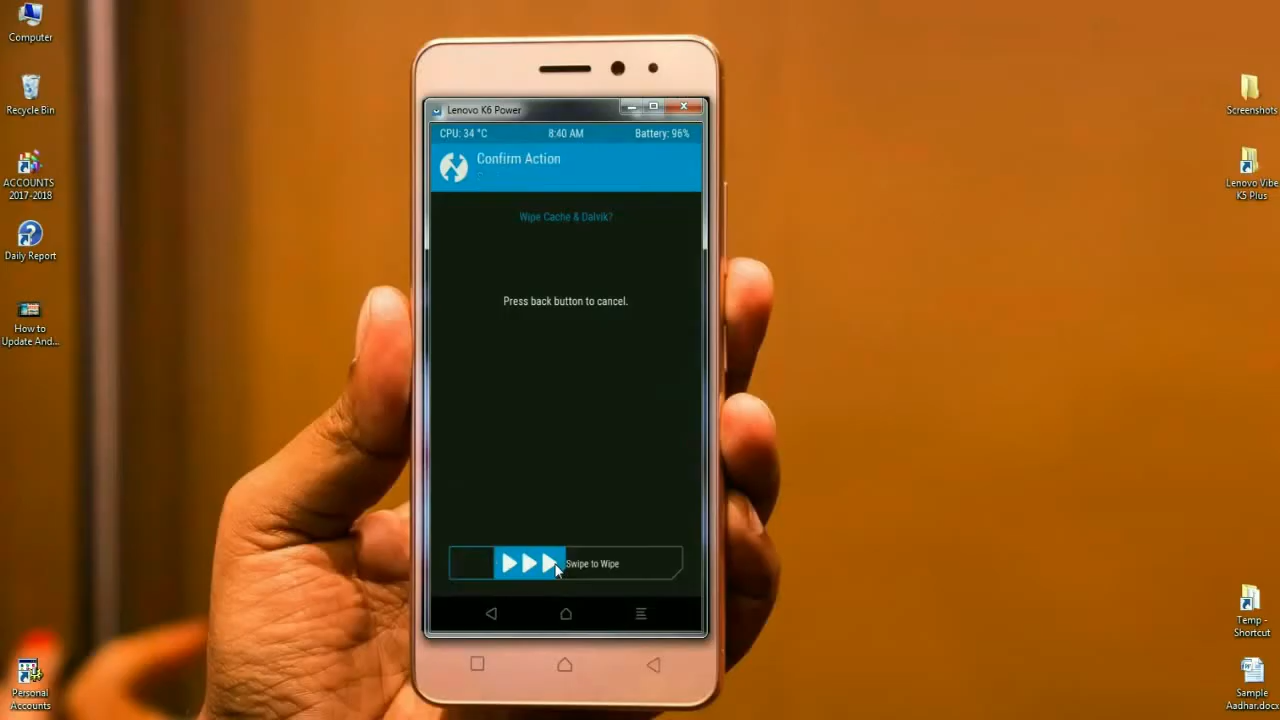 Computer
Recycle Bin
ACCOUNTS
2017-2018
Daily Report
How to
Update And...
Personal
Accounts
Lenovo K6 Power
CPU: 34 °C
8:40 AM
Battery: 96%
Confirm Action
Wipe Cache & Dalvik?
Press back button to cancel.
Swipe to Wipe
Screenshots
Lenovo Vibe
K5 Plus
Temp -
Shortcut
Sample
Aadhar.docx